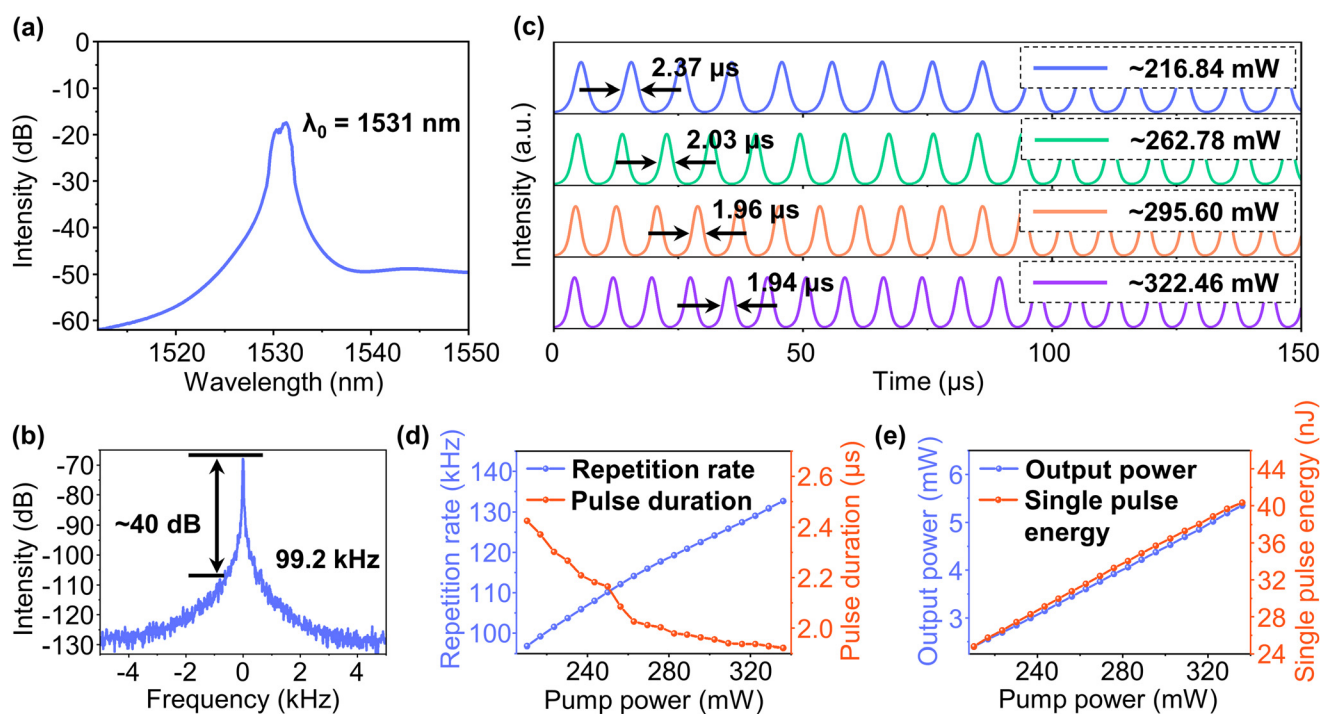 (a)
0
-10
-20
-30
-40
-50
-60
Intensity (dB)
λ₀ = 1531 nm
1520
1530
1540
1550
Wavelength (nm)
(b)
-70
-80
-90
-100
-110
-120
-130
Intensity (dB)
~40 dB
99.2 kHz
-4
-2
0
2
4
Frequency (kHz)
(c)
Intensity (a.u.)
2.37 μs
~216.84 mW
2.03 μs
~262.78 mW
1.96 μs
~295.60 mW
1.94 μs
~322.46 mW
0
50
100
150
Time (μs)
(d)
Repetition rate (kHz)
140
130
120
110
100
Repetition rate
Pulse duration
2.6
2.4
2.2
2.0
Pulse duration (μs)
240
280
320
Pump power (mW)
(e)
Output power (mW)
6
5
4
3
Output power
Single pulse
energy
44
40
36
32
28
24
Single pulse energy (nJ)
240
280
320
Pump power (mW)